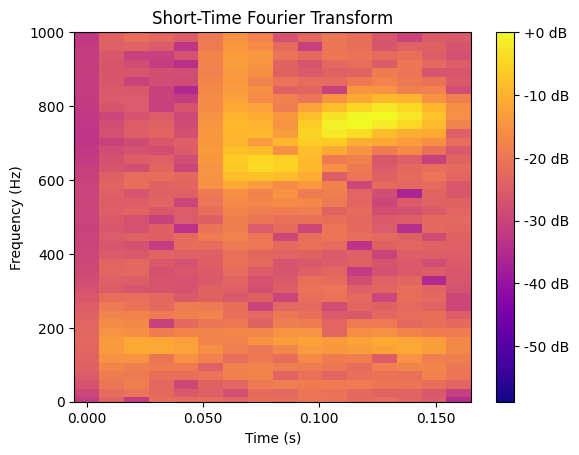 Short-Time Fourier Transform
1000
800
600
400
200
0
Frequency (Hz)
0.000
0.050
0.100
0.150
Time (s)
+0 dB
-10 dB
-20 dB
-30 dB
-40 dB
-50 dB